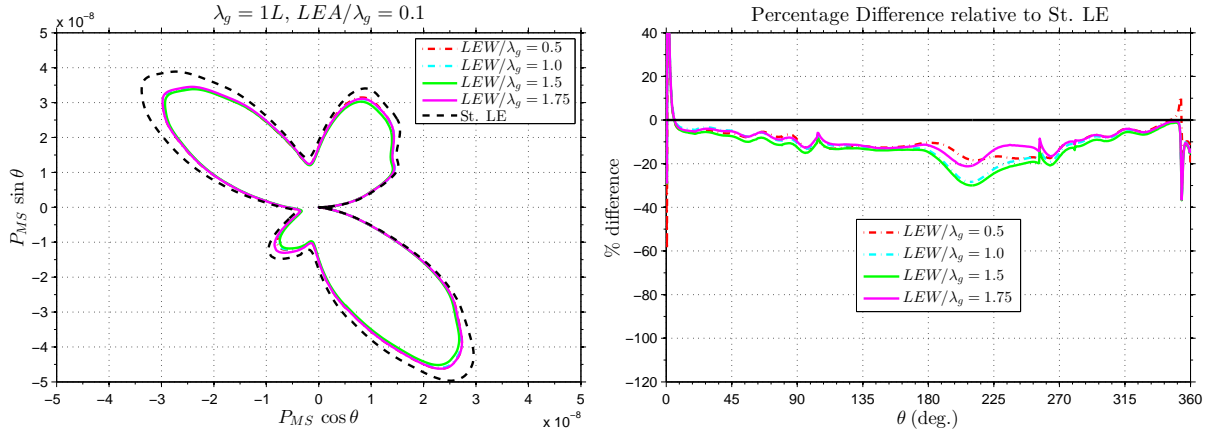 λ_g = 1L, LEA/λ_g = 0.1
x 10⁻⁸
5
4
3
2
1
0
−1
−2
−3
−4
−5
P_MS sin θ
LEW/λ_g = 0.5
LEW/λ_g = 1.0
LEW/λ_g = 1.5
LEW/λ_g = 1.75
St. LE
−5 −4 −3 −2 −1 0 1 2 3 4 5
x 10⁻⁸
P_MS cos θ
Percentage Difference relative to St. LE
40
20
0
−20
−40
−60
−80
−100
−120
% difference
LEW/λ_g = 0.5
LEW/λ_g = 1.0
LEW/λ_g = 1.5
LEW/λ_g = 1.75
0 45 90 135 180 225 270 315 360
θ (deg.)